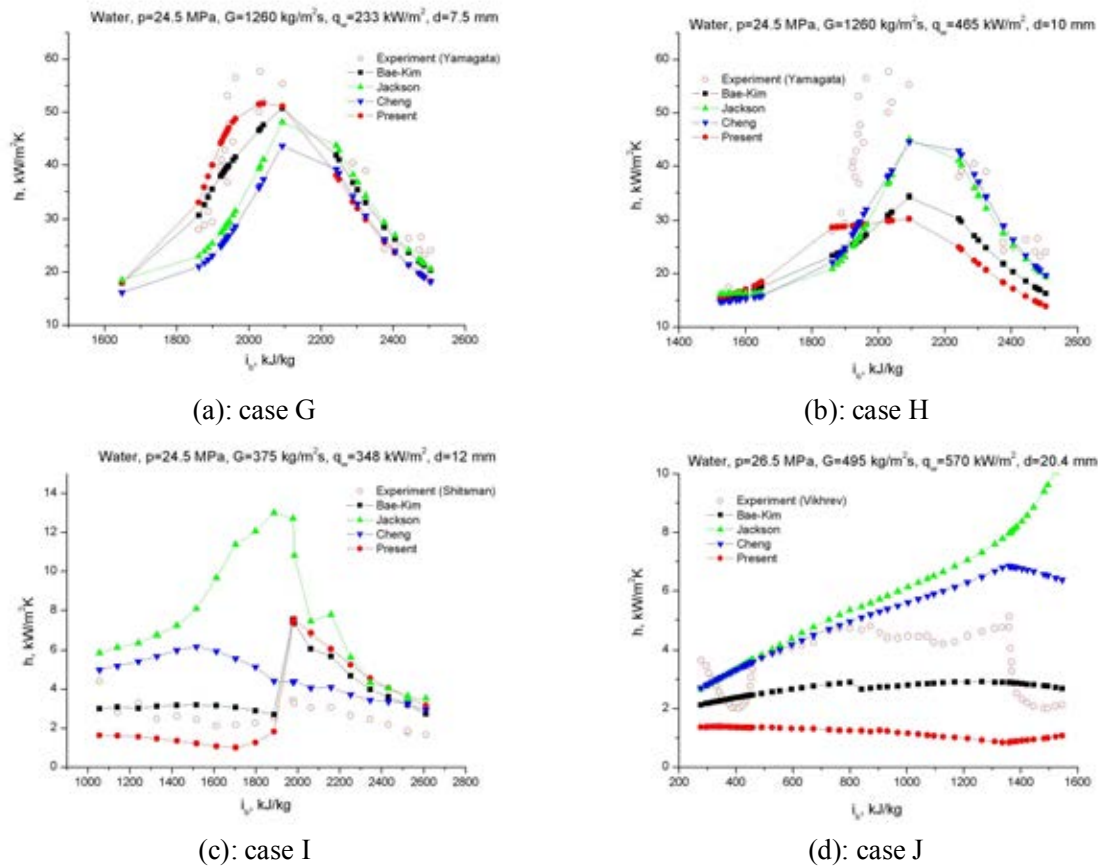 Water, p=24.5 MPa, G=1260 kg/m²s, q_w=233 kW/m², d=7.5 mm
60
50
40
30
20
10
h, kW/m²K
Experiment (Yamagata)
Bae-Kim
Jackson
Cheng
Present
1600 1800 2000 2200 2400 2600
i_b, kJ/kg
(a): case G
Water, p=24.5 MPa, G=1260 kg/m²s, q_w=465 kW/m², d=10 mm
60
50
40
30
20
10
h, kW/m²K
Experiment (Yamagata)
Bae-Kim
Jackson
Cheng
Present
1400 1600 1800 2000 2200 2400 2600
i_b, kJ/kg
(b): case H
Water, p=24.5 MPa, G=375 kg/m²s, q_w=348 kW/m², d=12 mm
14
12
10
8
6
4
2
0
h, kW/m²K
Experiment (Shitsman)
Bae-Kim
Jackson
Cheng
Present
1000 1200 1400 1600 1800 2000 2200 2400 2600 2800
i_b, kJ/kg
(c): case I
Water, p=26.5 MPa, G=495 kg/m²s, q_w=570 kW/m², d=20.4 mm
10
8
6
4
2
0
h, kW/m²K
Experiment (Vikhrev)
Bae-Kim
Jackson
Cheng
Present
200 400 600 800 1000 1200 1400 1600
i_b, kJ/kg
(d): case J